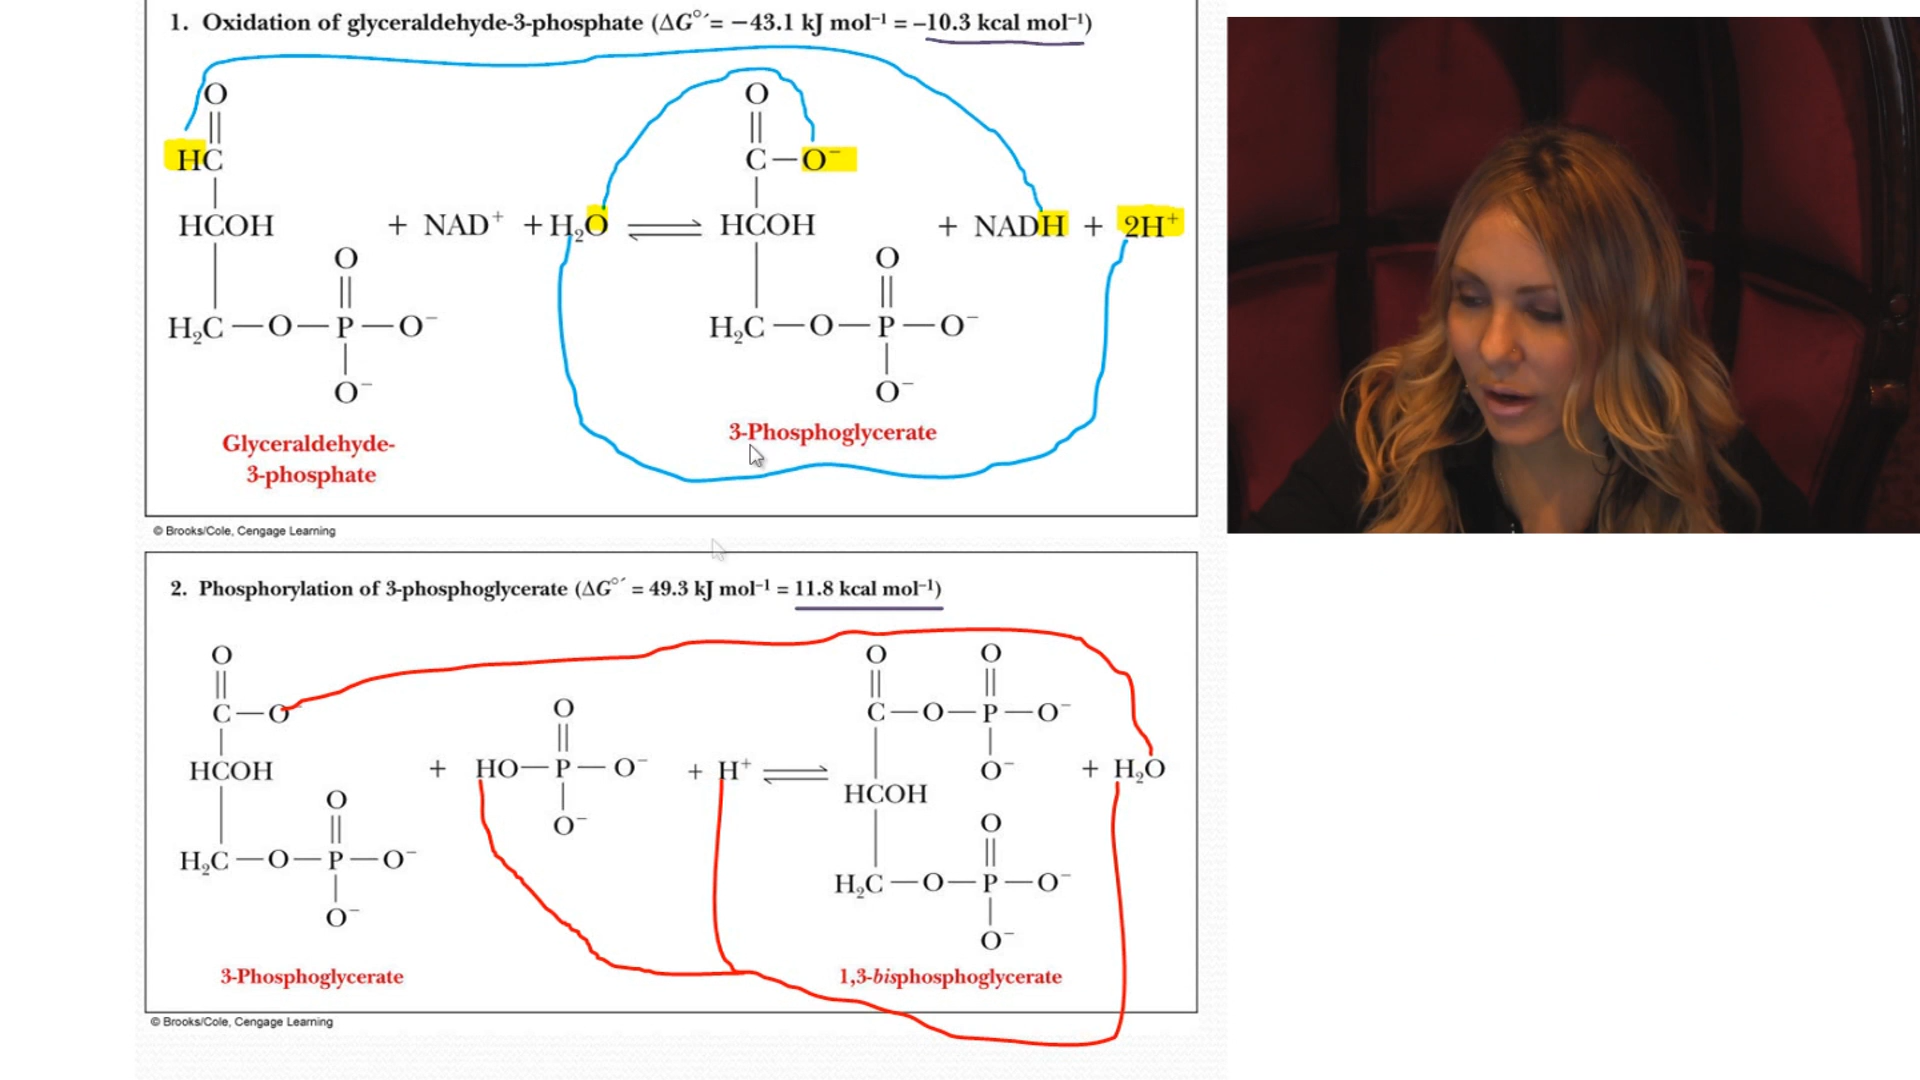 1. Oxidation of glyceraldehyde-3-phosphate (ΔG°′= −43.1 kJ mol⁻¹ = −10.3 kcal mol⁻¹)
O
HC
HCOH
O
H₂C—O—P—O⁻
O⁻
Glyceraldehyde-
3-phosphate
+ NAD⁺ + H₂O ⇌
O
C—O⁻
HCOH
O
H₂C—O—P—O⁻
O⁻
3-Phosphoglycerate
+ NADH + 2H⁺
© Brooks/Cole, Cengage Learning
2. Phosphorylation of 3-phosphoglycerate (ΔG°′ = 49.3 kJ mol⁻¹ = 11.8 kcal mol⁻¹)
O
C—O⁻
HCOH
O
H₂C—O—P—O⁻
O⁻
3-Phosphoglycerate
+
O
HO—P—O⁻
O⁻
+ H⁺ ⇌
O O
C—O—P—O⁻
O⁻
HCOH
O
H₂C—O—P—O⁻
O⁻
1,3-bisphosphoglycerate
+ H₂O
© Brooks/Cole, Cengage Learning